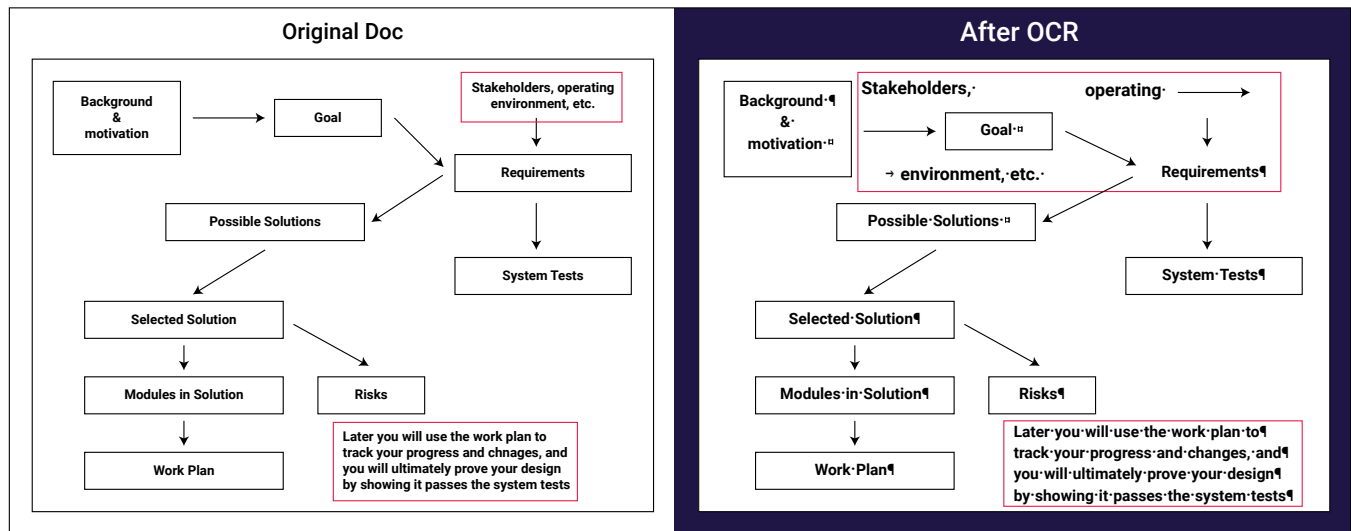 Original Doc
Background
&
motivation
Goal
Stakeholders, operating
environment, etc.
Requirements
Possible Solutions
System Tests
Selected Solution
Modules in Solution
Risks
Work Plan
Later you will use the work plan to
track your progress and chnages, and
you will ultimately prove your design
by showing it passes the system tests
After OCR
Background·¶
&·
motivation·¤
Stakeholders,· operating·
Goal·¤
→ environment,·etc.·
Requirements¶
Possible·Solutions·¤
System·Tests¶
Selected·Solution¶
Modules·in·Solution¶
Risks¶
Work·Plan¶
Later·you·will·use·the·work·plan·to¶
track·your·progress·and·changes,·and¶
you·will·ultimately·prove·your·design¶
by·showing·it·passes·the·system·tests¶